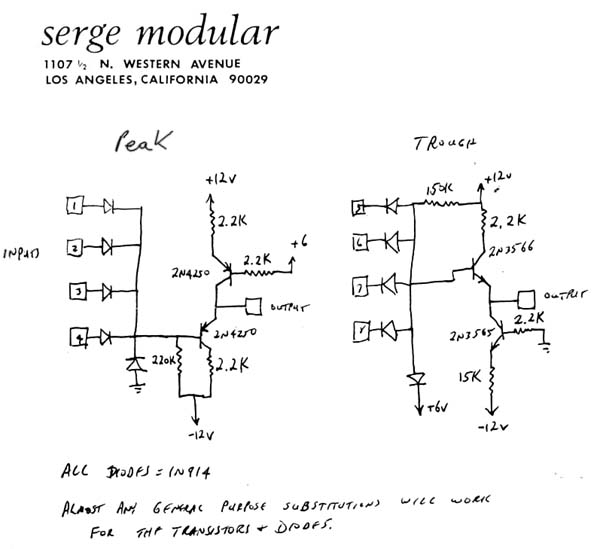 serge modular
1107 ½ N. WESTERN AVENUE
LOS ANGELES, CALIFORNIA 90029
Peak
TROUGH
+12V
2.2K
+6
2.2K
2N4250
1
2
3
4
INPUTS
OUTPUT
2N4250
220K
2.2K
-12V
+12V
150K
2.2K
2N3566
5
6
7
8
OUTPUT
2.2K
2N3565
15K
+6V
-12V
ALL DIODES = 1N914
ALMOST ANY GENERAL PURPOSE SUBSTITUTIONS WILL WORK
FOR THE TRANSISTORS & DIODES.